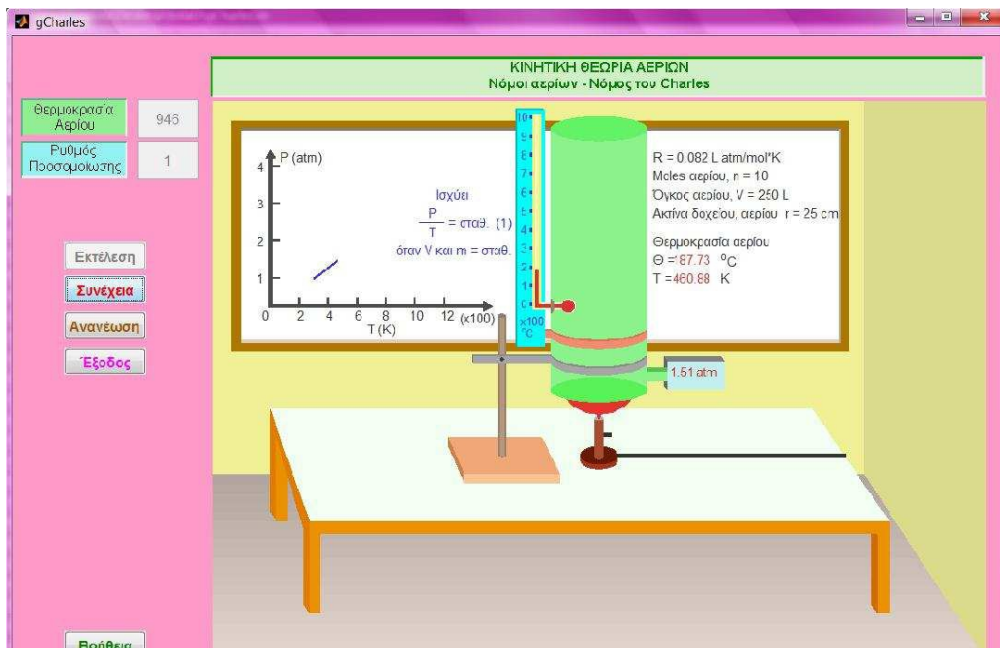 gCharles
ΚΙΝΗΤΙΚΗ ΘΕΩΡΙΑ ΑΕΡΙΩΝ
Νόμοι αερίων - Νόμος του Charles
Θερμοκρασία
Αερίου
946
Ρυθμός
Προσομοίωσης
1
Εκτέλεση
Συνέχεια
Ανανέωση
Έξοδος
Βοήθεια
P (atm)
4
3
2
1
0 2 4 6 8 10 12 (x100)
T (K)
Ισχύει
P
T
= σταθ. (1)
όταν V και m = σταθ.
10
9
8
7
6
5
4
3
2
1
0
x100
°C
R = 0.082 L atm/mol*K
Moles αερίου, n = 10
Όγκος αερίου, V = 250 L
Ακτίνα δοχείου, αερίου r = 25 cm
Θερμοκρασία αερίου
Θ =187.73 °C
T =460.88 K
1.51 atm